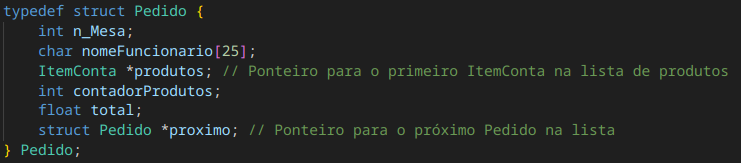 typedef struct Pedido {
    int n_Mesa;
    char nomeFuncionario[25];
    ItemConta *produtos; // Ponteiro para o primeiro ItemConta na lista de produtos
    int contadorProdutos;
    float total;
    struct Pedido *proximo; // Ponteiro para o próximo Pedido na lista
} Pedido;